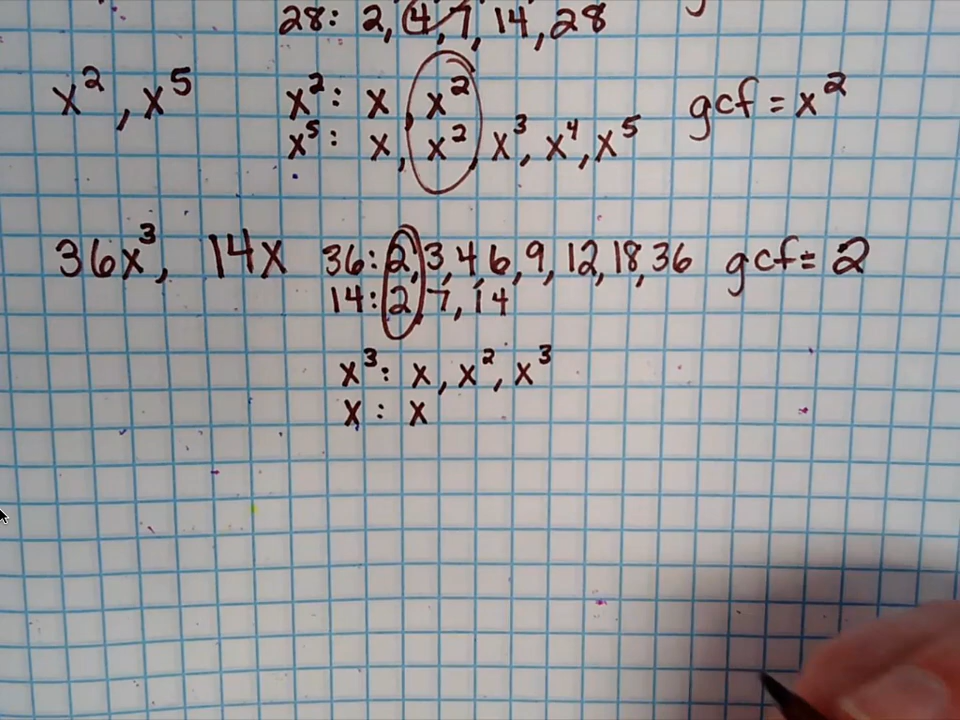 28: 2, 4, 7, 14, 28
x², x⁵ x²: x, x² gcf = x²
x⁵: x, x², x³, x⁴, x⁵
36x³, 14x 36: 2, 3, 4, 6, 9, 12, 18, 36 gcf = 2
14: 2, 7, 14
x³: x, x², x³
x: x